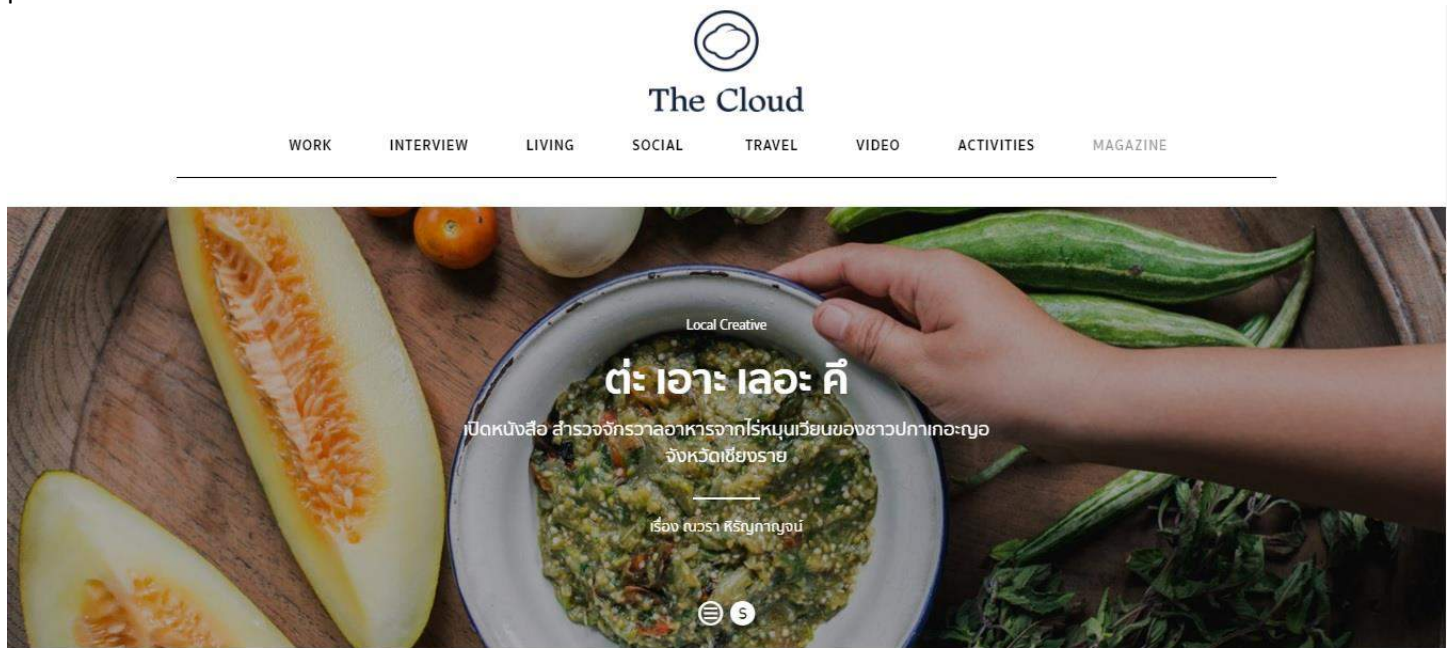 The Cloud
WORK INTERVIEW LIVING SOCIAL TRAVEL VIDEO ACTIVITIES MAGAZINE
Local Creative
ต่ะ เอาะ เลอะ คึ
เปิดหนังสือ สำรวจจักรวาลอาหารจากไร่หมุนเวียนของชาวปกาเกอะญอ
จังหวัดเชียงราย
เรื่อง ณวรา หิรัญกาญจน์
S